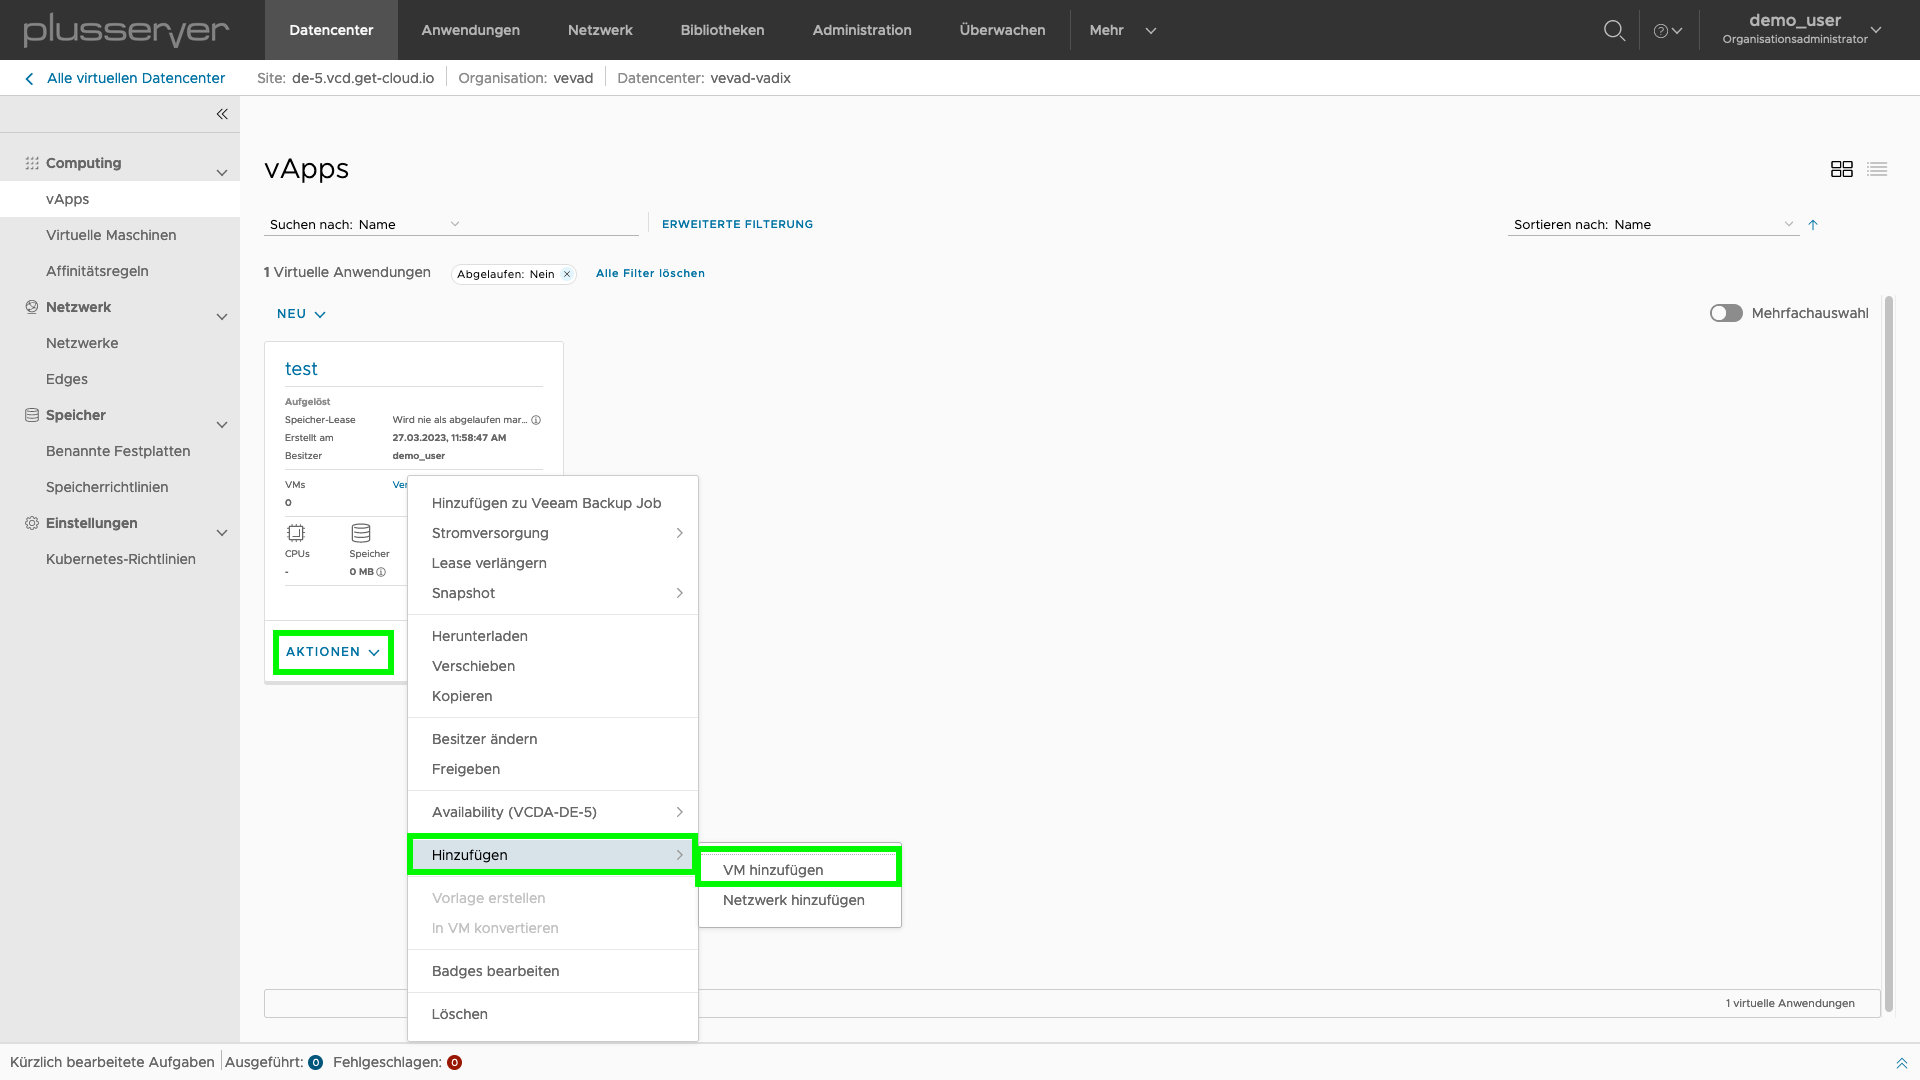 plusserver
Datencenter
Anwendungen
Netzwerk
Bibliotheken
Administration
Überwachen
Mehr
demo_user
Organisationsadministrator
Alle virtuellen Datencenter
Site: de-5.vcd.get-cloud.io
Organisation: vevad
Datencenter: vevad-vadix
Computing
vApps
Virtuelle Maschinen
Affinitätsregeln
Netzwerk
Netzwerke
Edges
Speicher
Benannte Festplatten
Speicherrichtlinien
Einstellungen
Kubernetes-Richtlinien
vApps
Suchen nach: Name
ERWEITERTE FILTERUNG
Sortieren nach: Name
1 Virtuelle Anwendungen
Abgelaufen: Nein
Alle Filter löschen
NEU
Mehrfachauswahl
test
Aufgelöst
Speicher-Lease Wird nie als abgelaufen mar...
Erstellt am 27.03.2023, 11:58:47 AM
Besitzer demo_user
VMs
0
CPUs
-
Speicher
0 MB
AKTIONEN
Hinzufügen zu Veeam Backup Job
Stromversorgung
Lease verlängern
Snapshot
Herunterladen
Verschieben
Kopieren
Besitzer ändern
Freigeben
Availability (VCDA-DE-5)
Hinzufügen
VM hinzufügen
Netzwerk hinzufügen
Vorlage erstellen
In VM konvertieren
Badges bearbeiten
Löschen
1 virtuelle Anwendungen
Kürzlich bearbeitete Aufgaben
Ausgeführt: 0
Fehlgeschlagen: 0